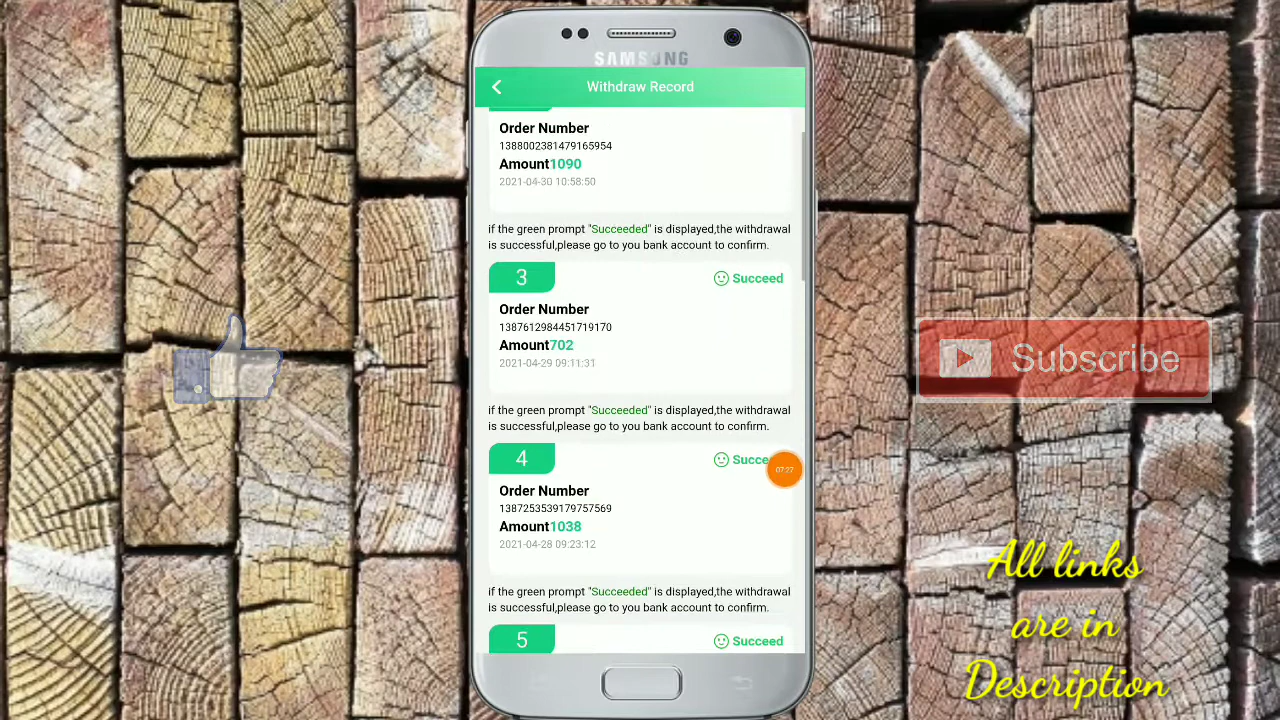 SAMSUNG
Withdraw Record
Order Number
1388002381479165954
Amount1090
2021-04-30 10:58:50
if the green prompt "Succeeded" is displayed,the withdrawal
is successful,please go to you bank account to confirm.
3
Succeed
Order Number
1387612984451719170
Amount702
2021-04-29 09:11:31
if the green prompt "Succeeded" is displayed,the withdrawal
is successful,please go to you bank account to confirm.
4
Succe
07:27
Order Number
1387253539179757569
Amount1038
2021-04-28 09:23:12
if the green prompt "Succeeded" is displayed,the withdrawal
is successful,please go to you bank account to confirm.
5
Succeed
Subscribe
All links
are in
Description